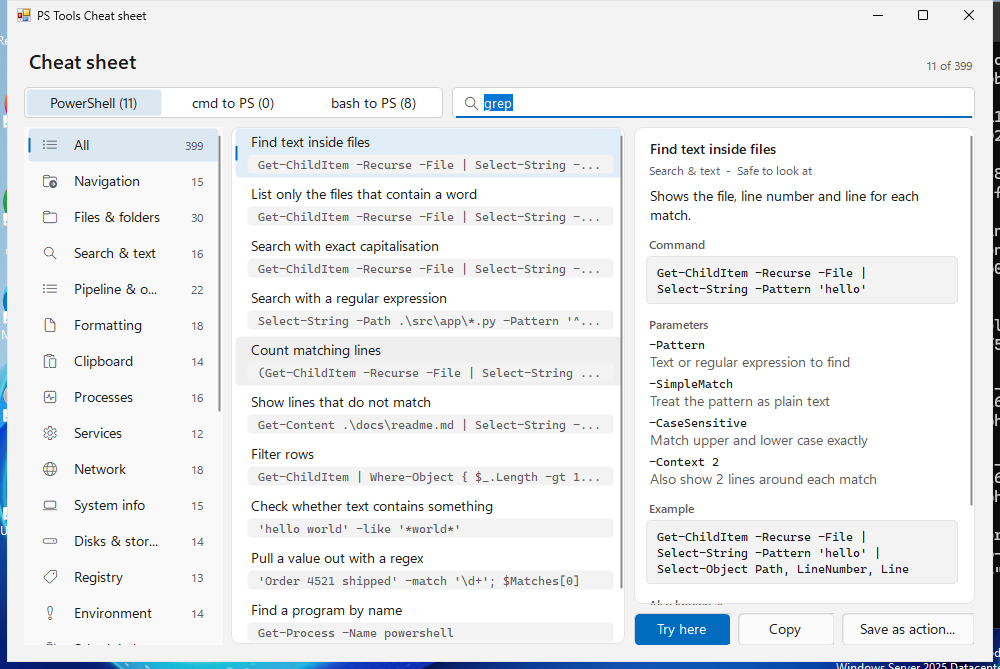 PS Tools Cheat sheet
Cheat sheet
11 of 399
PowerShell (11)
cmd to PS (0)
bash to PS (8)
grep
All 399
Navigation 15
Files & folders 30
Search & text 16
Pipeline & o... 22
Formatting 18
Clipboard 14
Processes 16
Services 12
Network 18
System info 15
Disks & stor... 14
Registry 13
Environment 14
Find text inside files
Get-ChildItem -Recurse -File | Select-String -...
List only the files that contain a word
Get-ChildItem -Recurse -File | Select-String -...
Search with exact capitalisation
Get-ChildItem -Recurse -File | Select-String -...
Search with a regular expression
Select-String -Path .\src\app\*.py -Pattern '^...
Count matching lines
(Get-ChildItem -Recurse -File | Select-String ...
Show lines that do not match
Get-Content .\docs\readme.md | Select-String -...
Filter rows
Get-ChildItem | Where-Object { $_.Length -gt 1...
Check whether text contains something
'hello world' -like '*world*'
Pull a value out with a regex
'Order 4521 shipped' -match '\d+'; $Matches[0]
Find a program by name
Get-Process -Name powershell
Find text inside files
Search & text - Safe to look at
Shows the file, line number and line for each
match.
Command
Get-ChildItem -Recurse -File |
Select-String -Pattern 'hello'
Parameters
-Pattern
Text or regular expression to find
-SimpleMatch
Treat the pattern as plain text
-CaseSensitive
Match upper and lower case exactly
-Context 2
Also show 2 lines around each match
Example
Get-ChildItem -Recurse -File |
Select-String -Pattern 'hello' |
Select-Object Path, LineNumber, Line
Try here
Copy
Save as action...
Windows Server 2025 Datacente